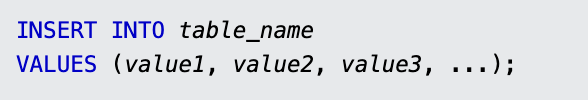 INSERT INTO table_name
VALUES (value1, value2, value3, ...);